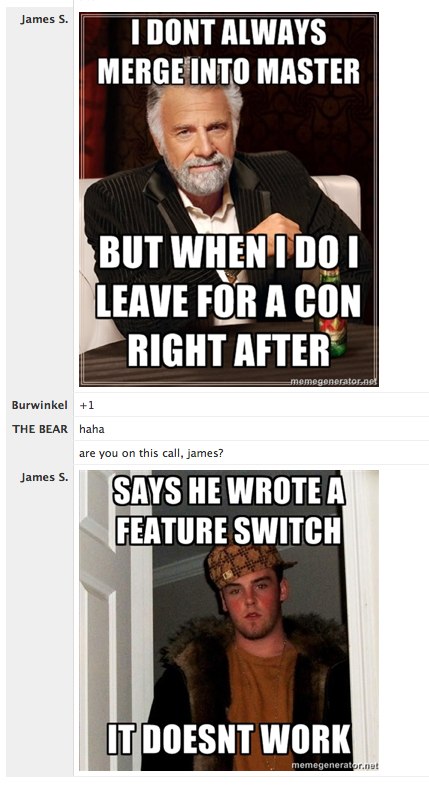 James S.
I DONT ALWAYS
MERGE INTO MASTER
BUT WHEN I DO I
LEAVE FOR A CON
RIGHT AFTER
memegenerator.net
Burwinkel +1
THE BEAR haha
are you on this call, james?
James S.
SAYS HE WROTE A
FEATURE SWITCH
IT DOESNT WORK
memegenerator.net